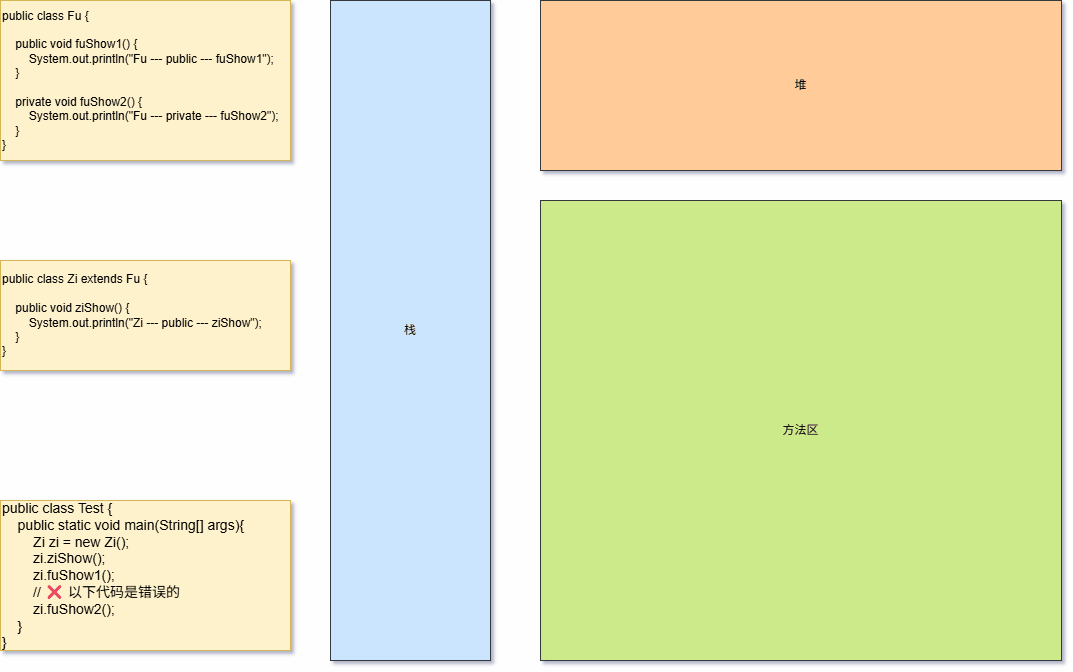 public class Fu {
public void fuShow1() {
System.out.println("Fu --- public --- fuShow1");
}
private void fuShow2() {
System.out.println("Fu --- private --- fuShow2");
}
}
public class Zi extends Fu {
public void ziShow() {
System.out.println("Zi --- public --- ziShow");
}
}
public class Test {
public static void main(String[] args){
Zi zi = new Zi();
zi.ziShow();
zi.fuShow1();
// ❌ 以下代码是错误的
zi.fuShow2();
}
}
栈
堆
方法区